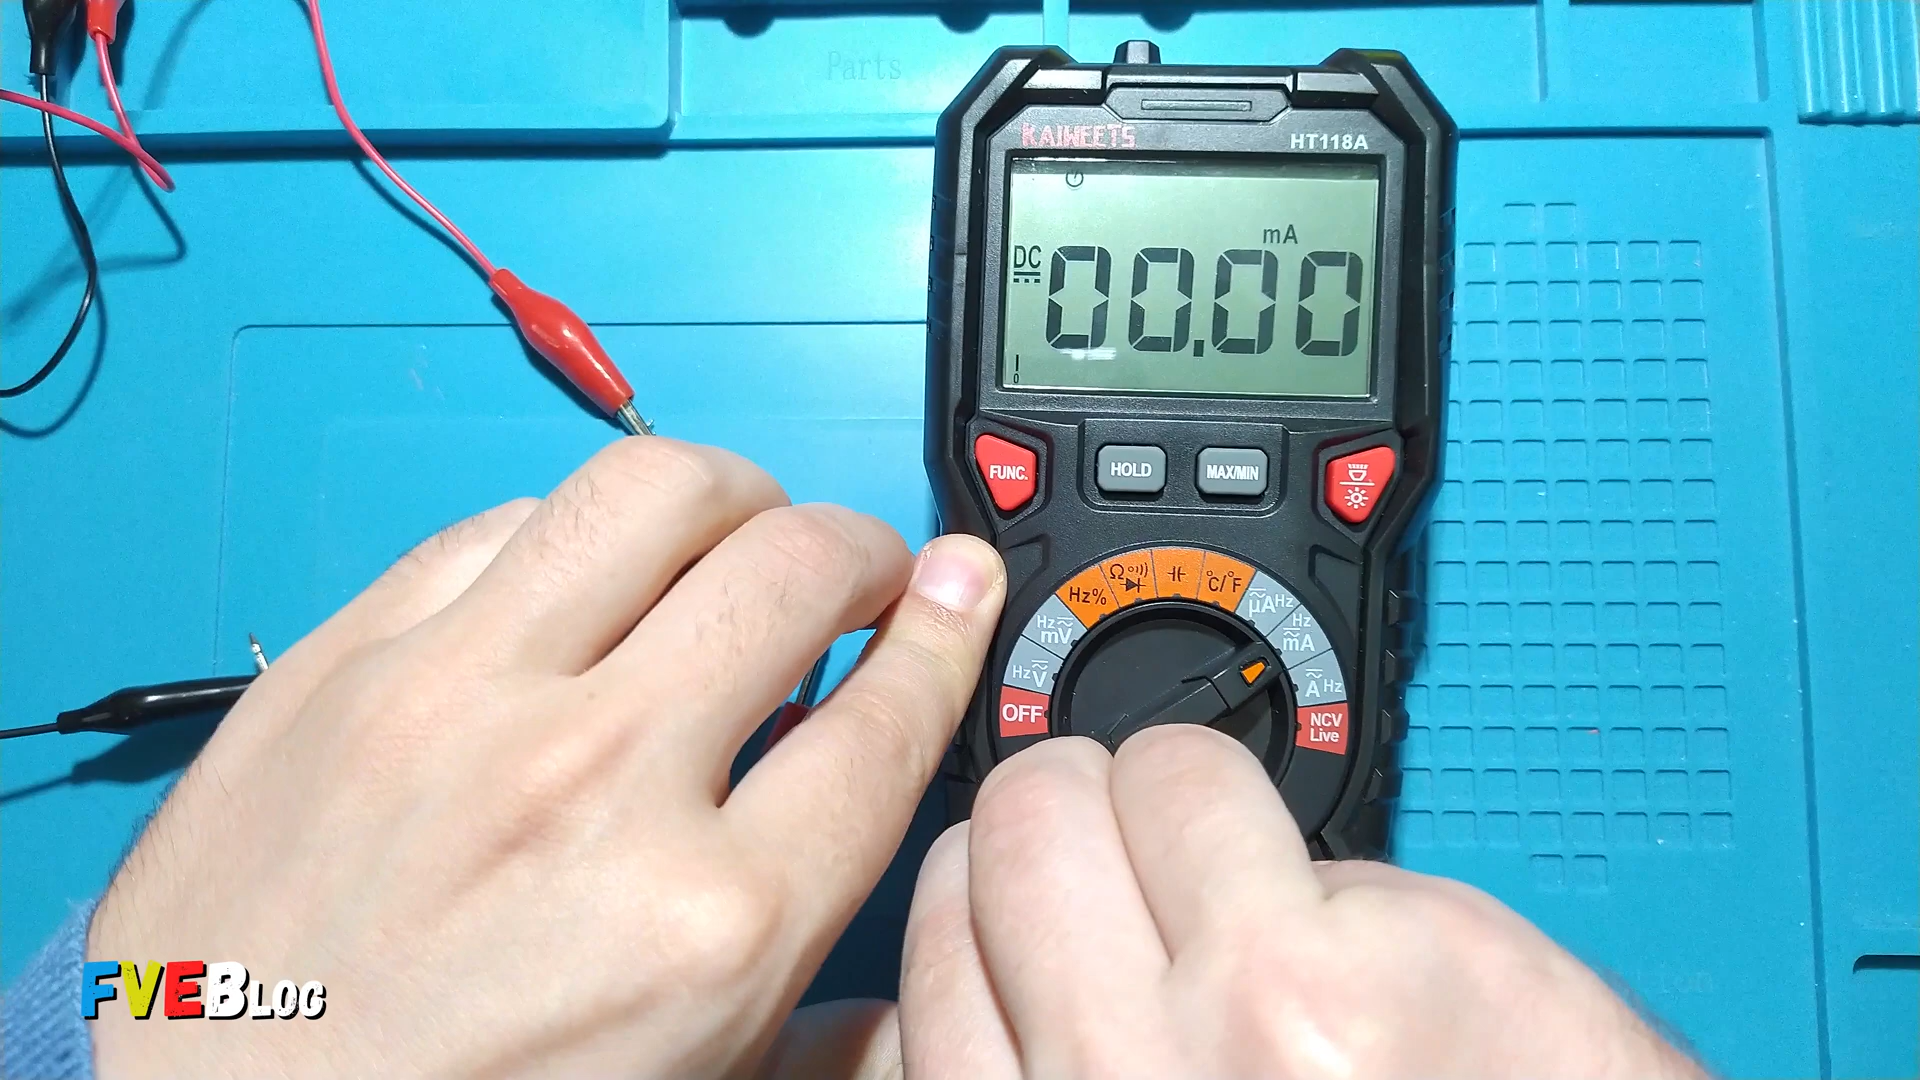 Parts
KAIWEETS
HT118A
mA
DC
00.00
0
FUNC.
HOLD
MAX/MIN
Hz%
Ω
°C/°F
µA Hz
Hz
mV
Hz
mA
Hz V
A Hz
OFF
NCV
Live
FVEBLOG